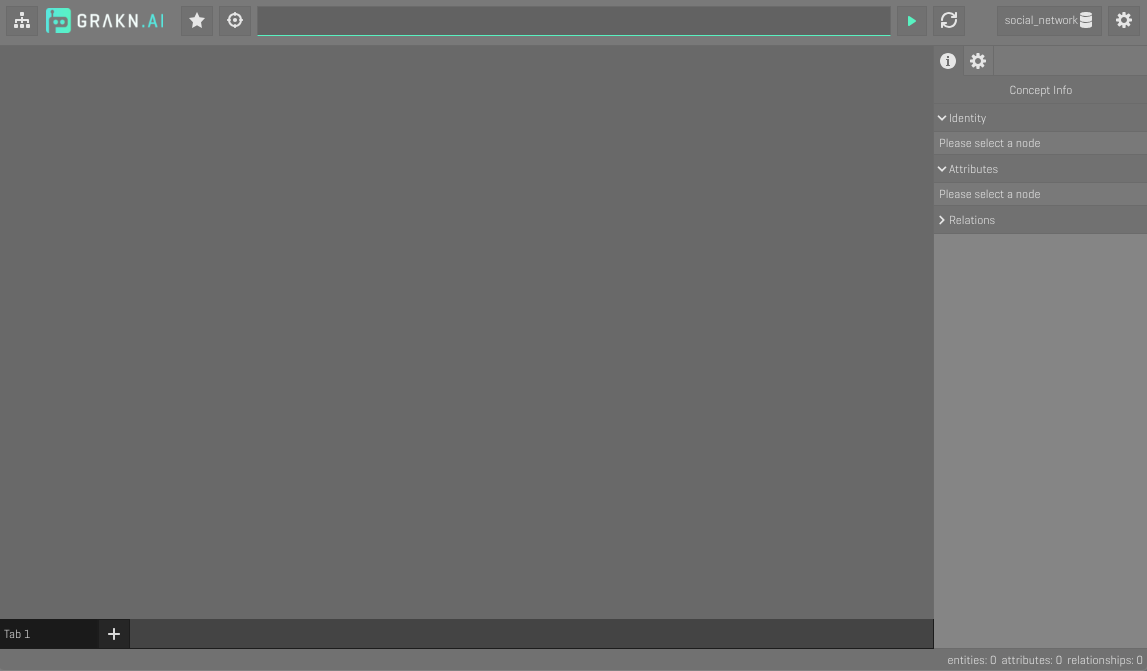 GRAKN.AI
social_network
Concept Info
Identity
Please select a node
Attributes
Please select a node
Relations
Tab 1
entities: 0 attributes: 0 relationships: 0